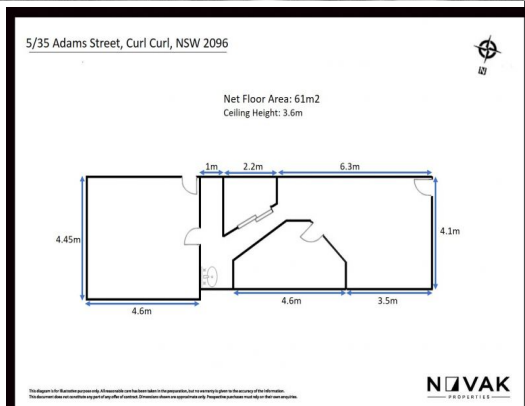 5/35 Adams Street, Curl Curl, NSW 2096
N
Net Floor Area: 61m2
Ceiling Height: 3.6m
1m 2.2m 6.3m
4.45m
4.1m
4.6m 4.6m 3.5m
This diagram is for illustrative purpose only. All reasonable care has been taken in the preparation, but no warranty is given to the accuracy of the information.
This document does not constitute any part of any offer of contract. Dimensions shown are approximate only. Prospective purchasers must rely on their own enquiries.
NOVAK
PROPERTIES